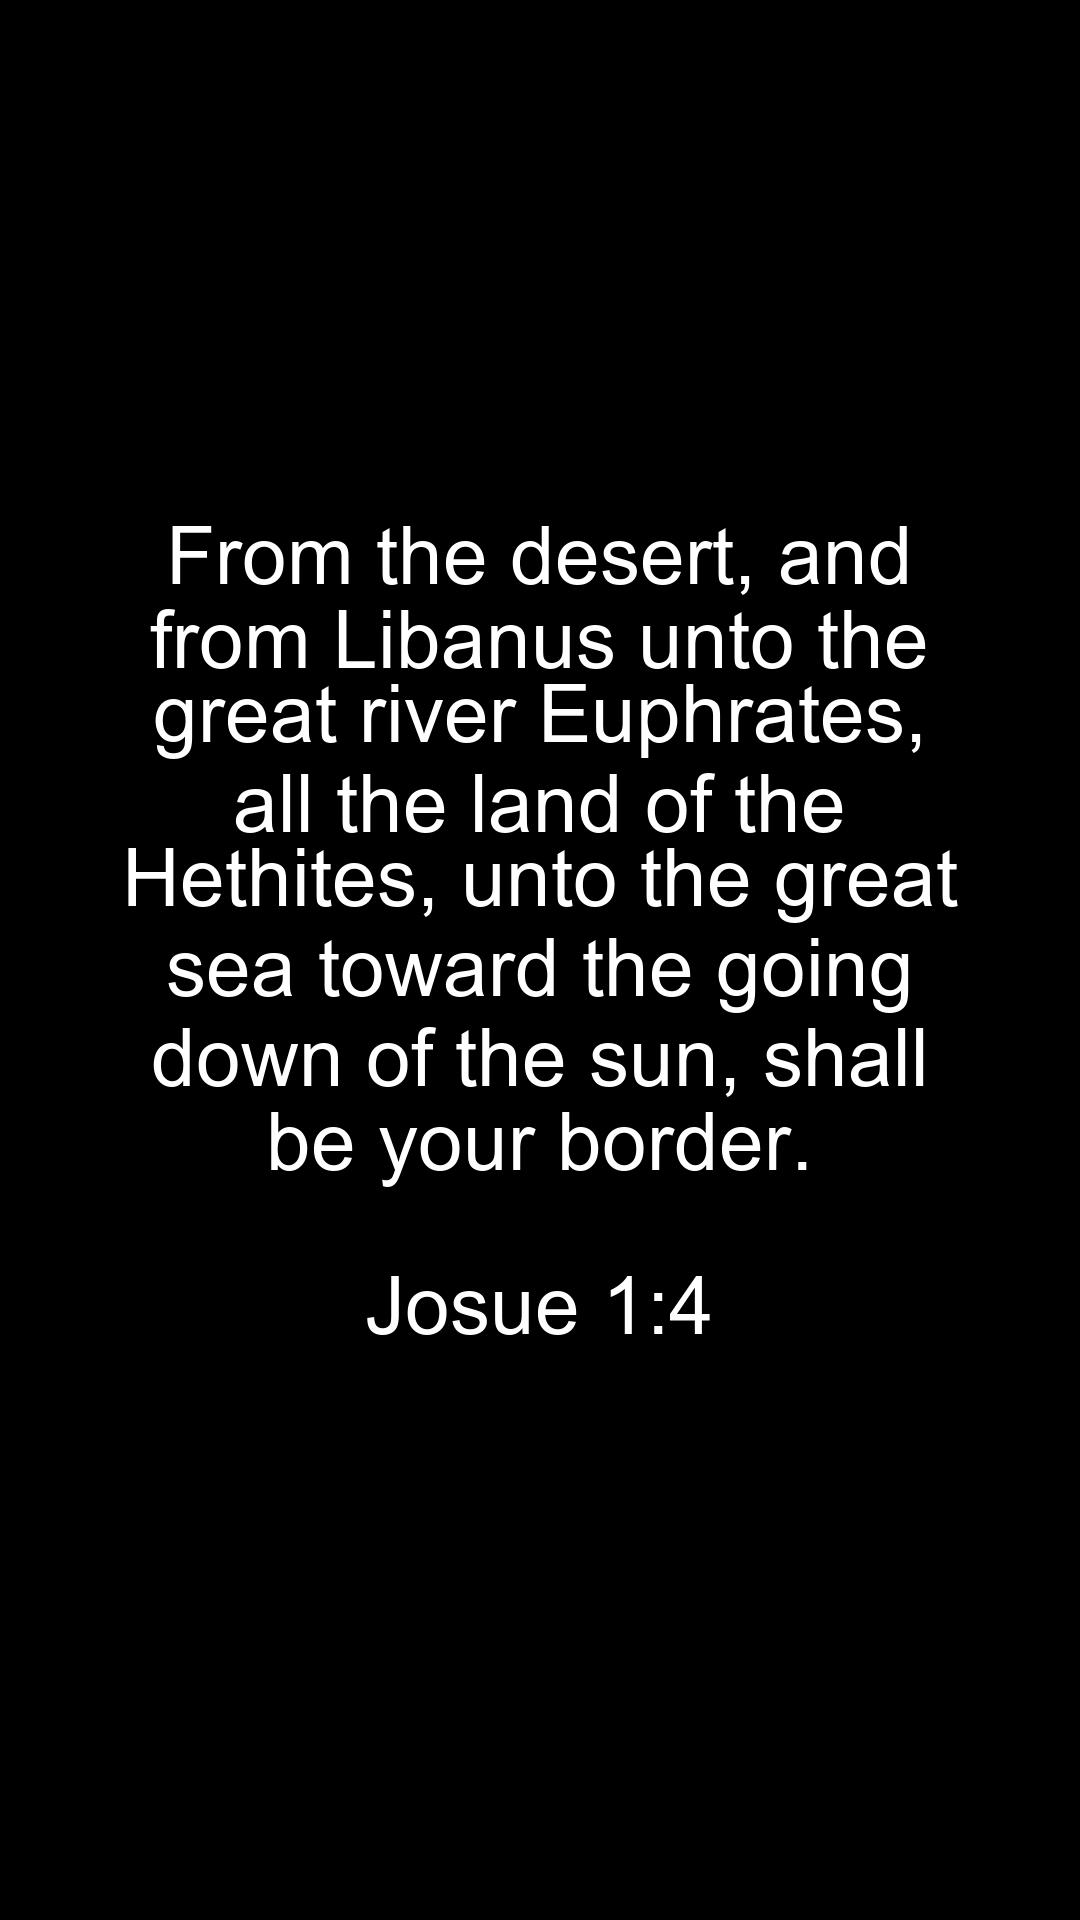 From the desert, and
from Libanus unto the
great river Euphrates,
all the land of the
Hethites, unto the great
sea toward the going
down of the sun, shall
be your border.
Josue 1:4